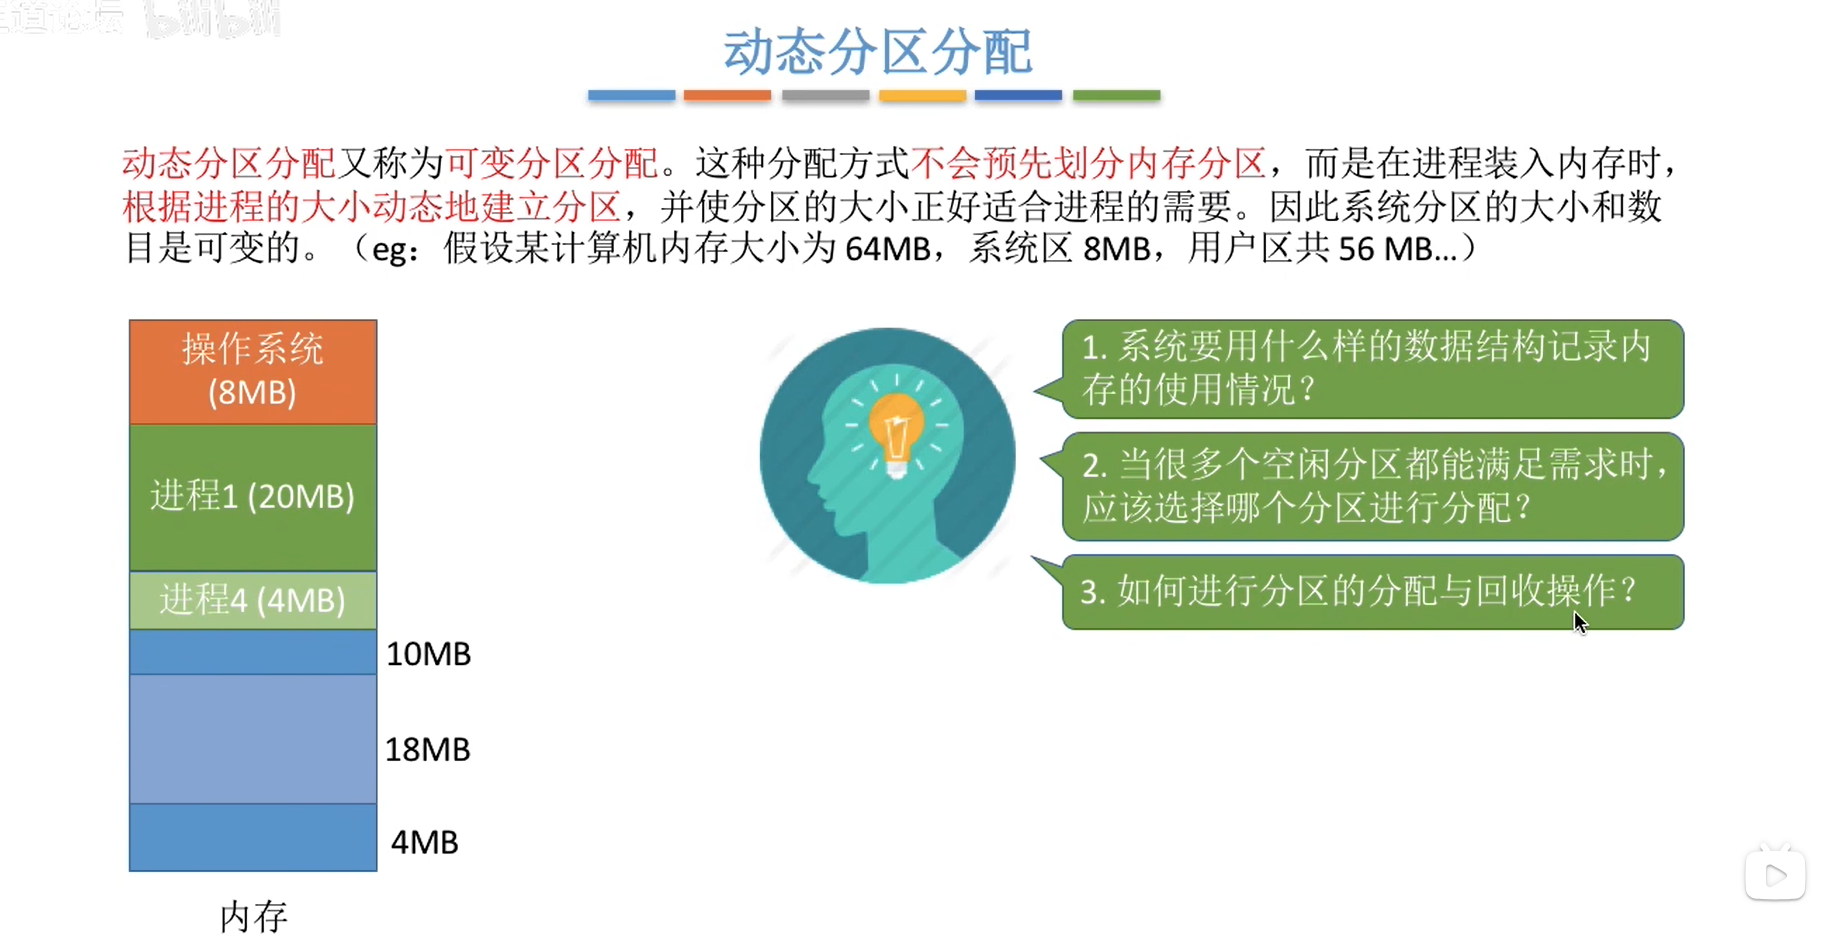 bilibili
动态分区分配
动态分区分配又称为可变分区分配。这种分配方式不会预先划分内存分区，而是在进程装入内存时，
根据进程的大小动态地建立分区，并使分区的大小正好适合进程的需要。因此系统分区的大小和数
目是可变的。（eg：假设某计算机内存大小为 64MB，系统区 8MB，用户区共 56 MB...）
操作系统
(8MB)
进程1 (20MB)
进程4 (4MB)
10MB
18MB
4MB
内存
1. 系统要用什么样的数据结构记录内
存的使用情况？
2. 当很多个空闲分区都能满足需求时，
应该选择哪个分区进行分配？
3. 如何进行分区的分配与回收操作？